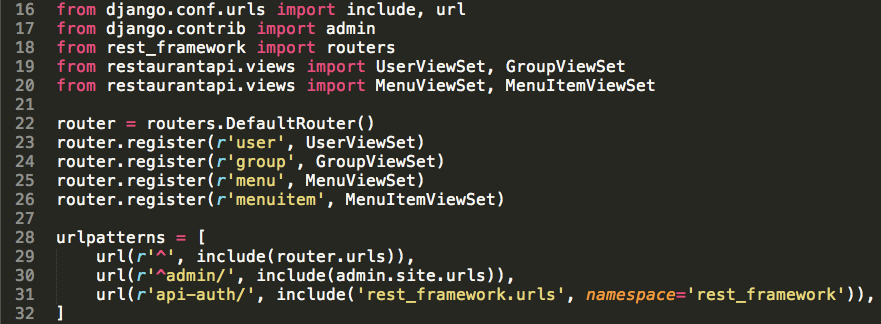 16 from django.conf.urls import include, url
17 from django.contrib import admin
18 from rest_framework import routers
19 from restaurantapi.views import UserViewSet, GroupViewSet
20 from restaurantapi.views import MenuViewSet, MenuItemViewSet
21
22 router = routers.DefaultRouter()
23 router.register(r'user', UserViewSet)
24 router.register(r'group', GroupViewSet)
25 router.register(r'menu', MenuViewSet)
26 router.register(r'menuitem', MenuItemViewSet)
27
28 urlpatterns = [
29     url(r'^', include(router.urls)),
30     url(r'^admin/', include(admin.site.urls)),
31     url(r'api-auth/', include('rest_framework.urls', namespace='rest_framework')),
32 ]